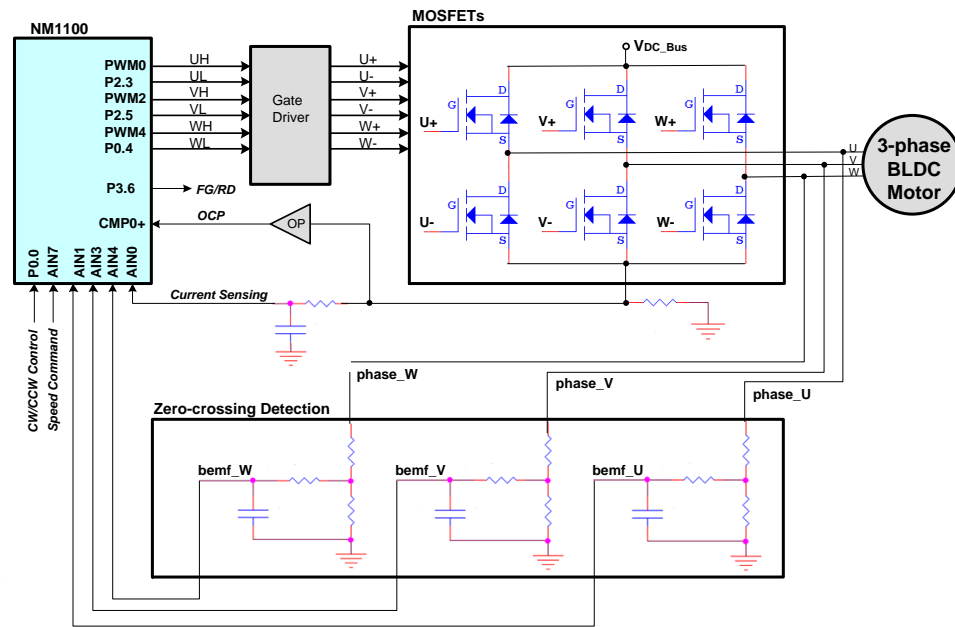 NM1100
MOSFETs
PWM0
UH
U+
P2.3
UL
U-
PWM2
VH
V+
P2.5
VL
V-
PWM4
WH
W+
P0.4
WL
W-
Gate
Driver
VDC_Bus
D
G
S
U+
D
G
S
V+
D
G
S
W+
D
G
S
U-
D
G
S
V-
D
G
S
W-
U
V
W
3-phase
BLDC
Motor
P3.6
FG/RD
CMP0+
OCP
OP
P0.0
AIN7
AIN1
AIN3
AIN4
AIN0
Current Sensing
CW/CCW Control
Speed Command
phase_W
phase_V
phase_U
Zero-crossing Detection
bemf_W
bemf_V
bemf_U